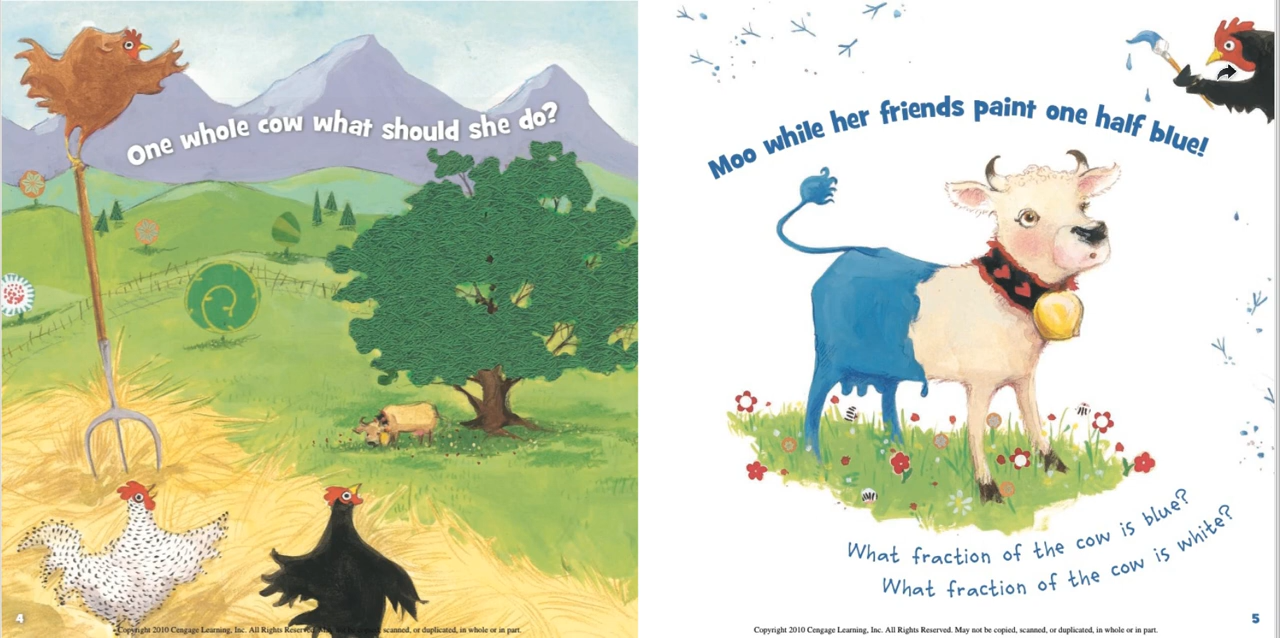 One whole cow what should she do?
4
Copyright 2010 Cengage Learning, Inc. All Rights Reserved. May not be copied, scanned, or duplicated, in whole or in part.
Moo while her friends paint one half blue!
What fraction of the cow is blue?
What fraction of the cow is white?
5
Copyright 2010 Cengage Learning, Inc. All Rights Reserved. May not be copied, scanned, or duplicated, in whole or in part.